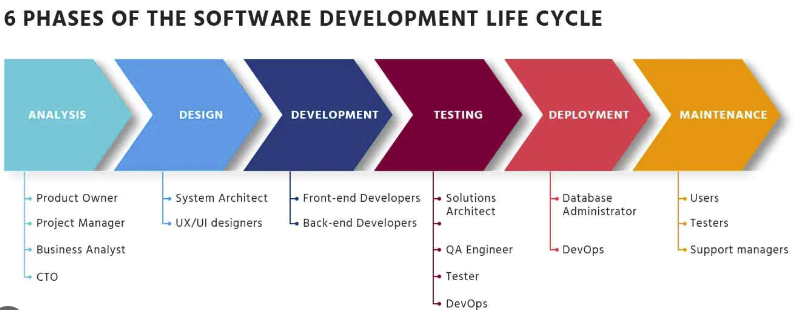 6 PHASES OF THE SOFTWARE DEVELOPMENT LIFE CYCLE
ANALYSIS
DESIGN
DEVELOPMENT
TESTING
DEPLOYMENT
MAINTENANCE
Product Owner
Project Manager
Business Analyst
CTO
System Architect
UX/UI designers
Front-end Developers
Back-end Developers
Solutions
Architect
QA Engineer
Tester
DevOps
Database
Administrator
DevOps
Users
Testers
Support managers